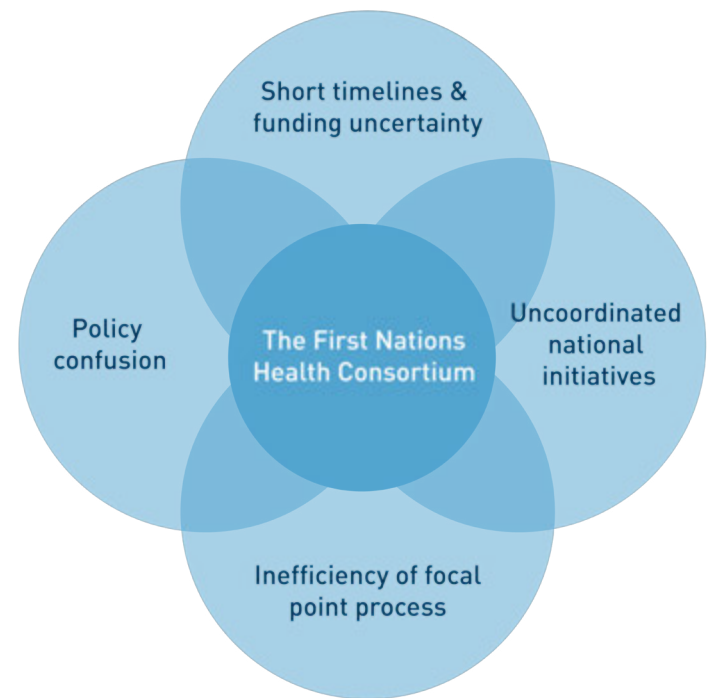 Short timelines &
funding uncertainty
Policy
confusion
The First Nations
Health Consortium
Uncoordinated
national
initiatives
Inefficiency of focal
point process